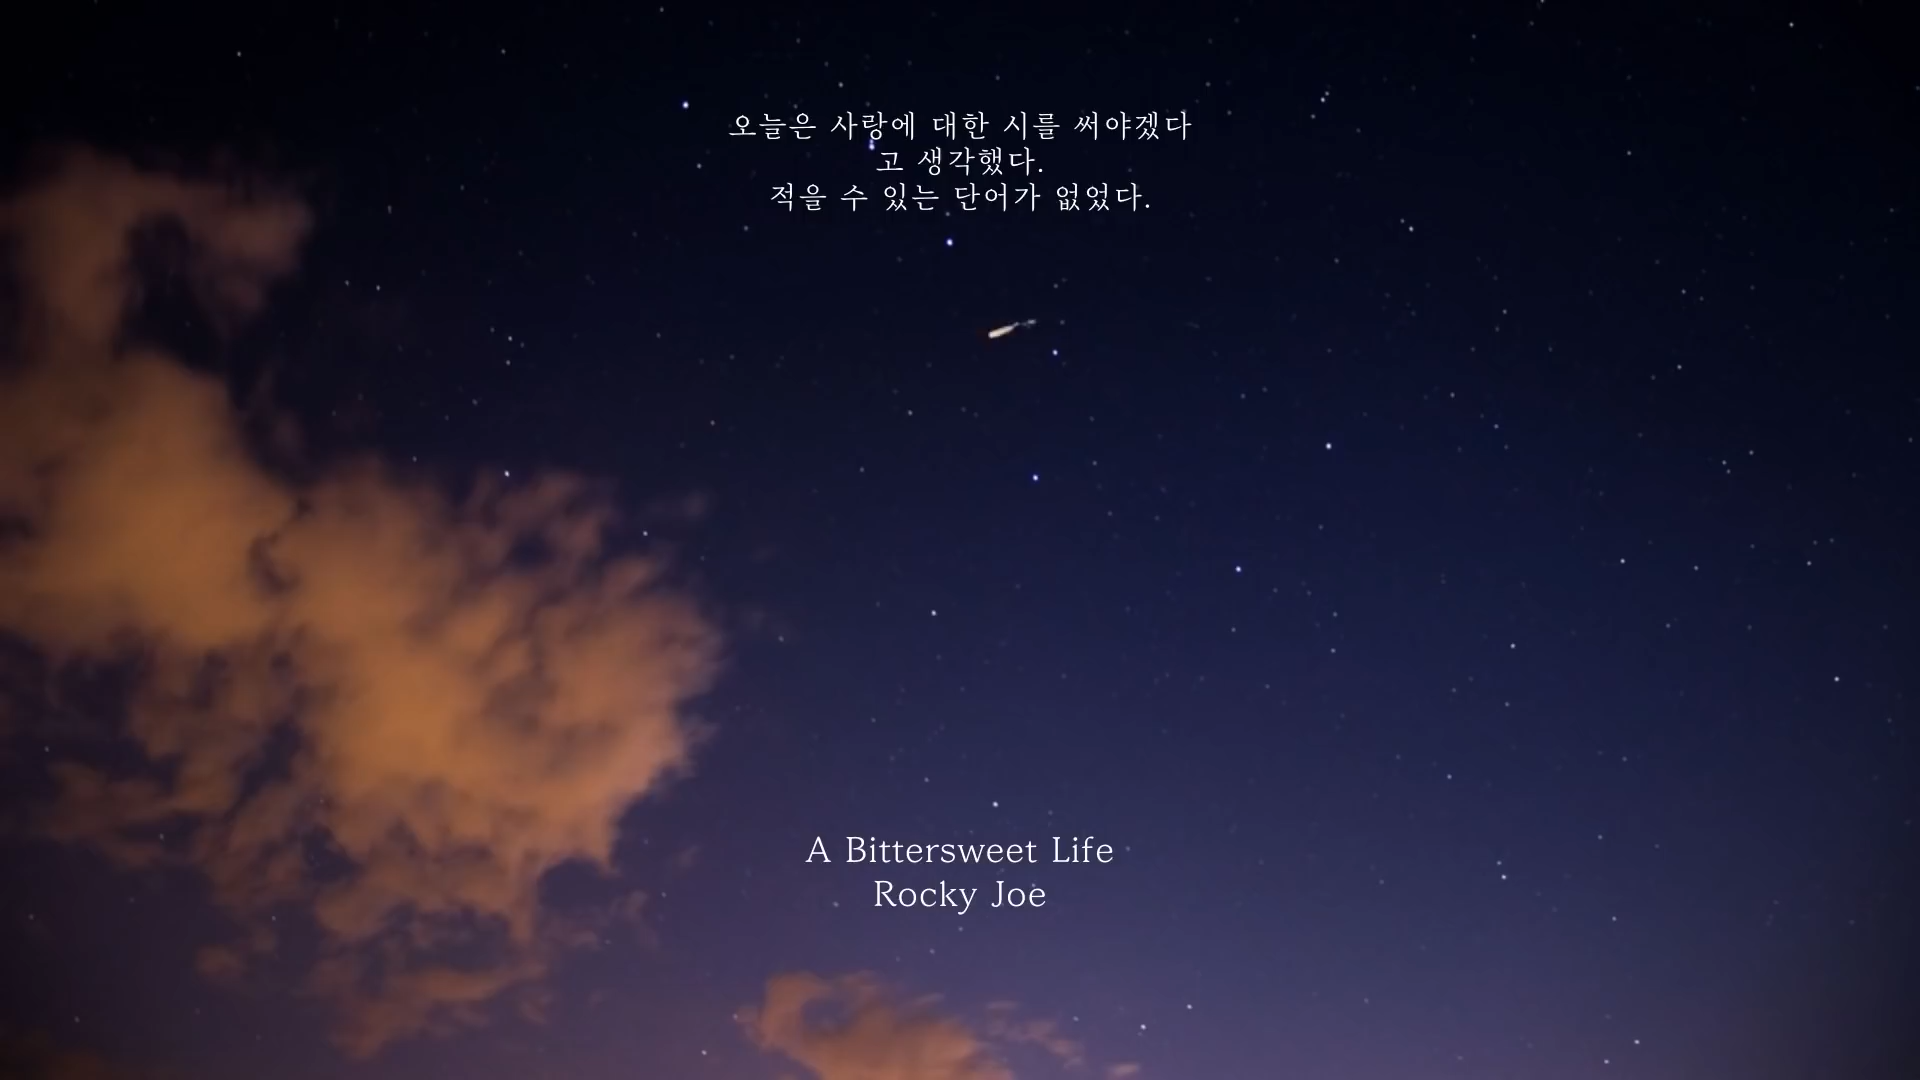 오늘은 사랑에 대한 시를 써야겠다
고 생각했다.
적을 수 있는 단어가 없었다.
A Bittersweet Life
Rocky Joe